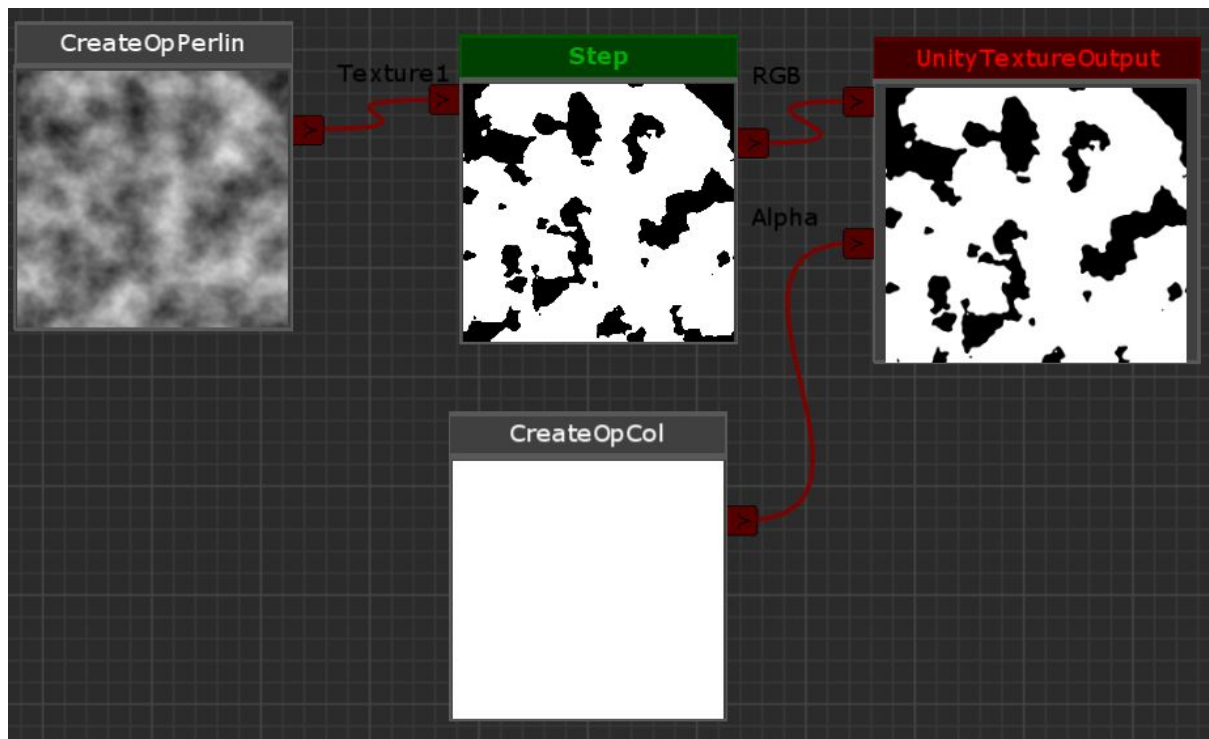 CreateOpPerlin
Texture1
Step
RGB
UnityTextureOutput
Alpha
CreateOpCol